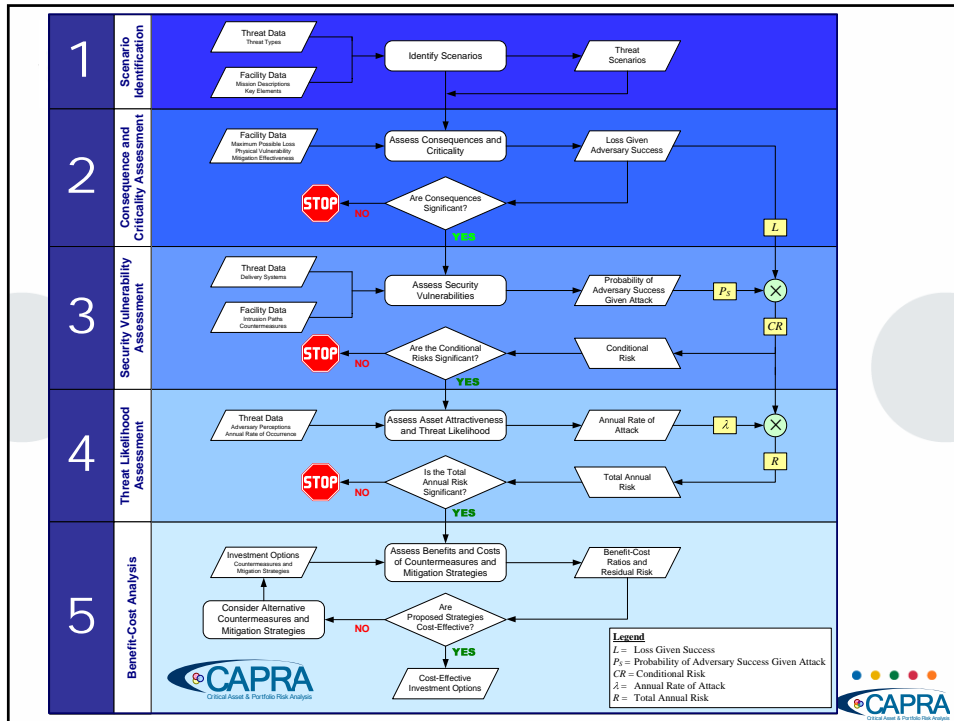 1
Scenario
Identification
Threat Data
Threat Types
Facility Data
Mission Descriptions
Key Elements
Identify Scenarios
Threat
Scenarios
2
Consequence and
Criticality Assessment
Facility Data
Maximum Possible Loss
Physical Vulnerability
Mitigation Effectiveness
Assess Consequences and
Criticality
Loss Given
Adversary Success
STOP
NO
Are Consequences
Significant?
YES
L
3
Security Vulnerability
Assessment
Threat Data
Delivery Systems
Facility Data
Intrusion Paths
Countermeasures
Assess Security
Vulnerabilities
Probability of
Adversary Success
Given Attack
PS
×
CR
STOP
NO
Are the Conditional
Risks Significant?
Conditional
Risk
YES
4
Threat Likelihood
Assessment
Threat Data
Adversary Perceptions
Annual Rate of Occurrence
Assess Asset Attractiveness
and Threat Likelihood
Annual Rate of
Attack
λ
×
R
STOP
NO
Is the Total
Annual Risk
Significant?
Total Annual
Risk
YES
5
Benefit-Cost Analysis
Investment Options
Countermeasures and
Mitigation Strategies
Assess Benefits and Costs
of Countermeasures and
Mitigation Strategies
Benefit-Cost
Ratios and
Residual Risk
Consider Alternative
Countermeasures and
Mitigation Strategies
NO
Are
Proposed Strategies
Cost-Effective?
YES
Cost-Effective
Investment Options
CAPRA
Critical Asset & Portfolio Risk Analysis
Legend
L = Loss Given Success
PS = Probability of Adversary Success Given Attack
CR = Conditional Risk
λ = Annual Rate of Attack
R = Total Annual Risk
CAPRA
Critical Asset & Portfolio Risk Analysis